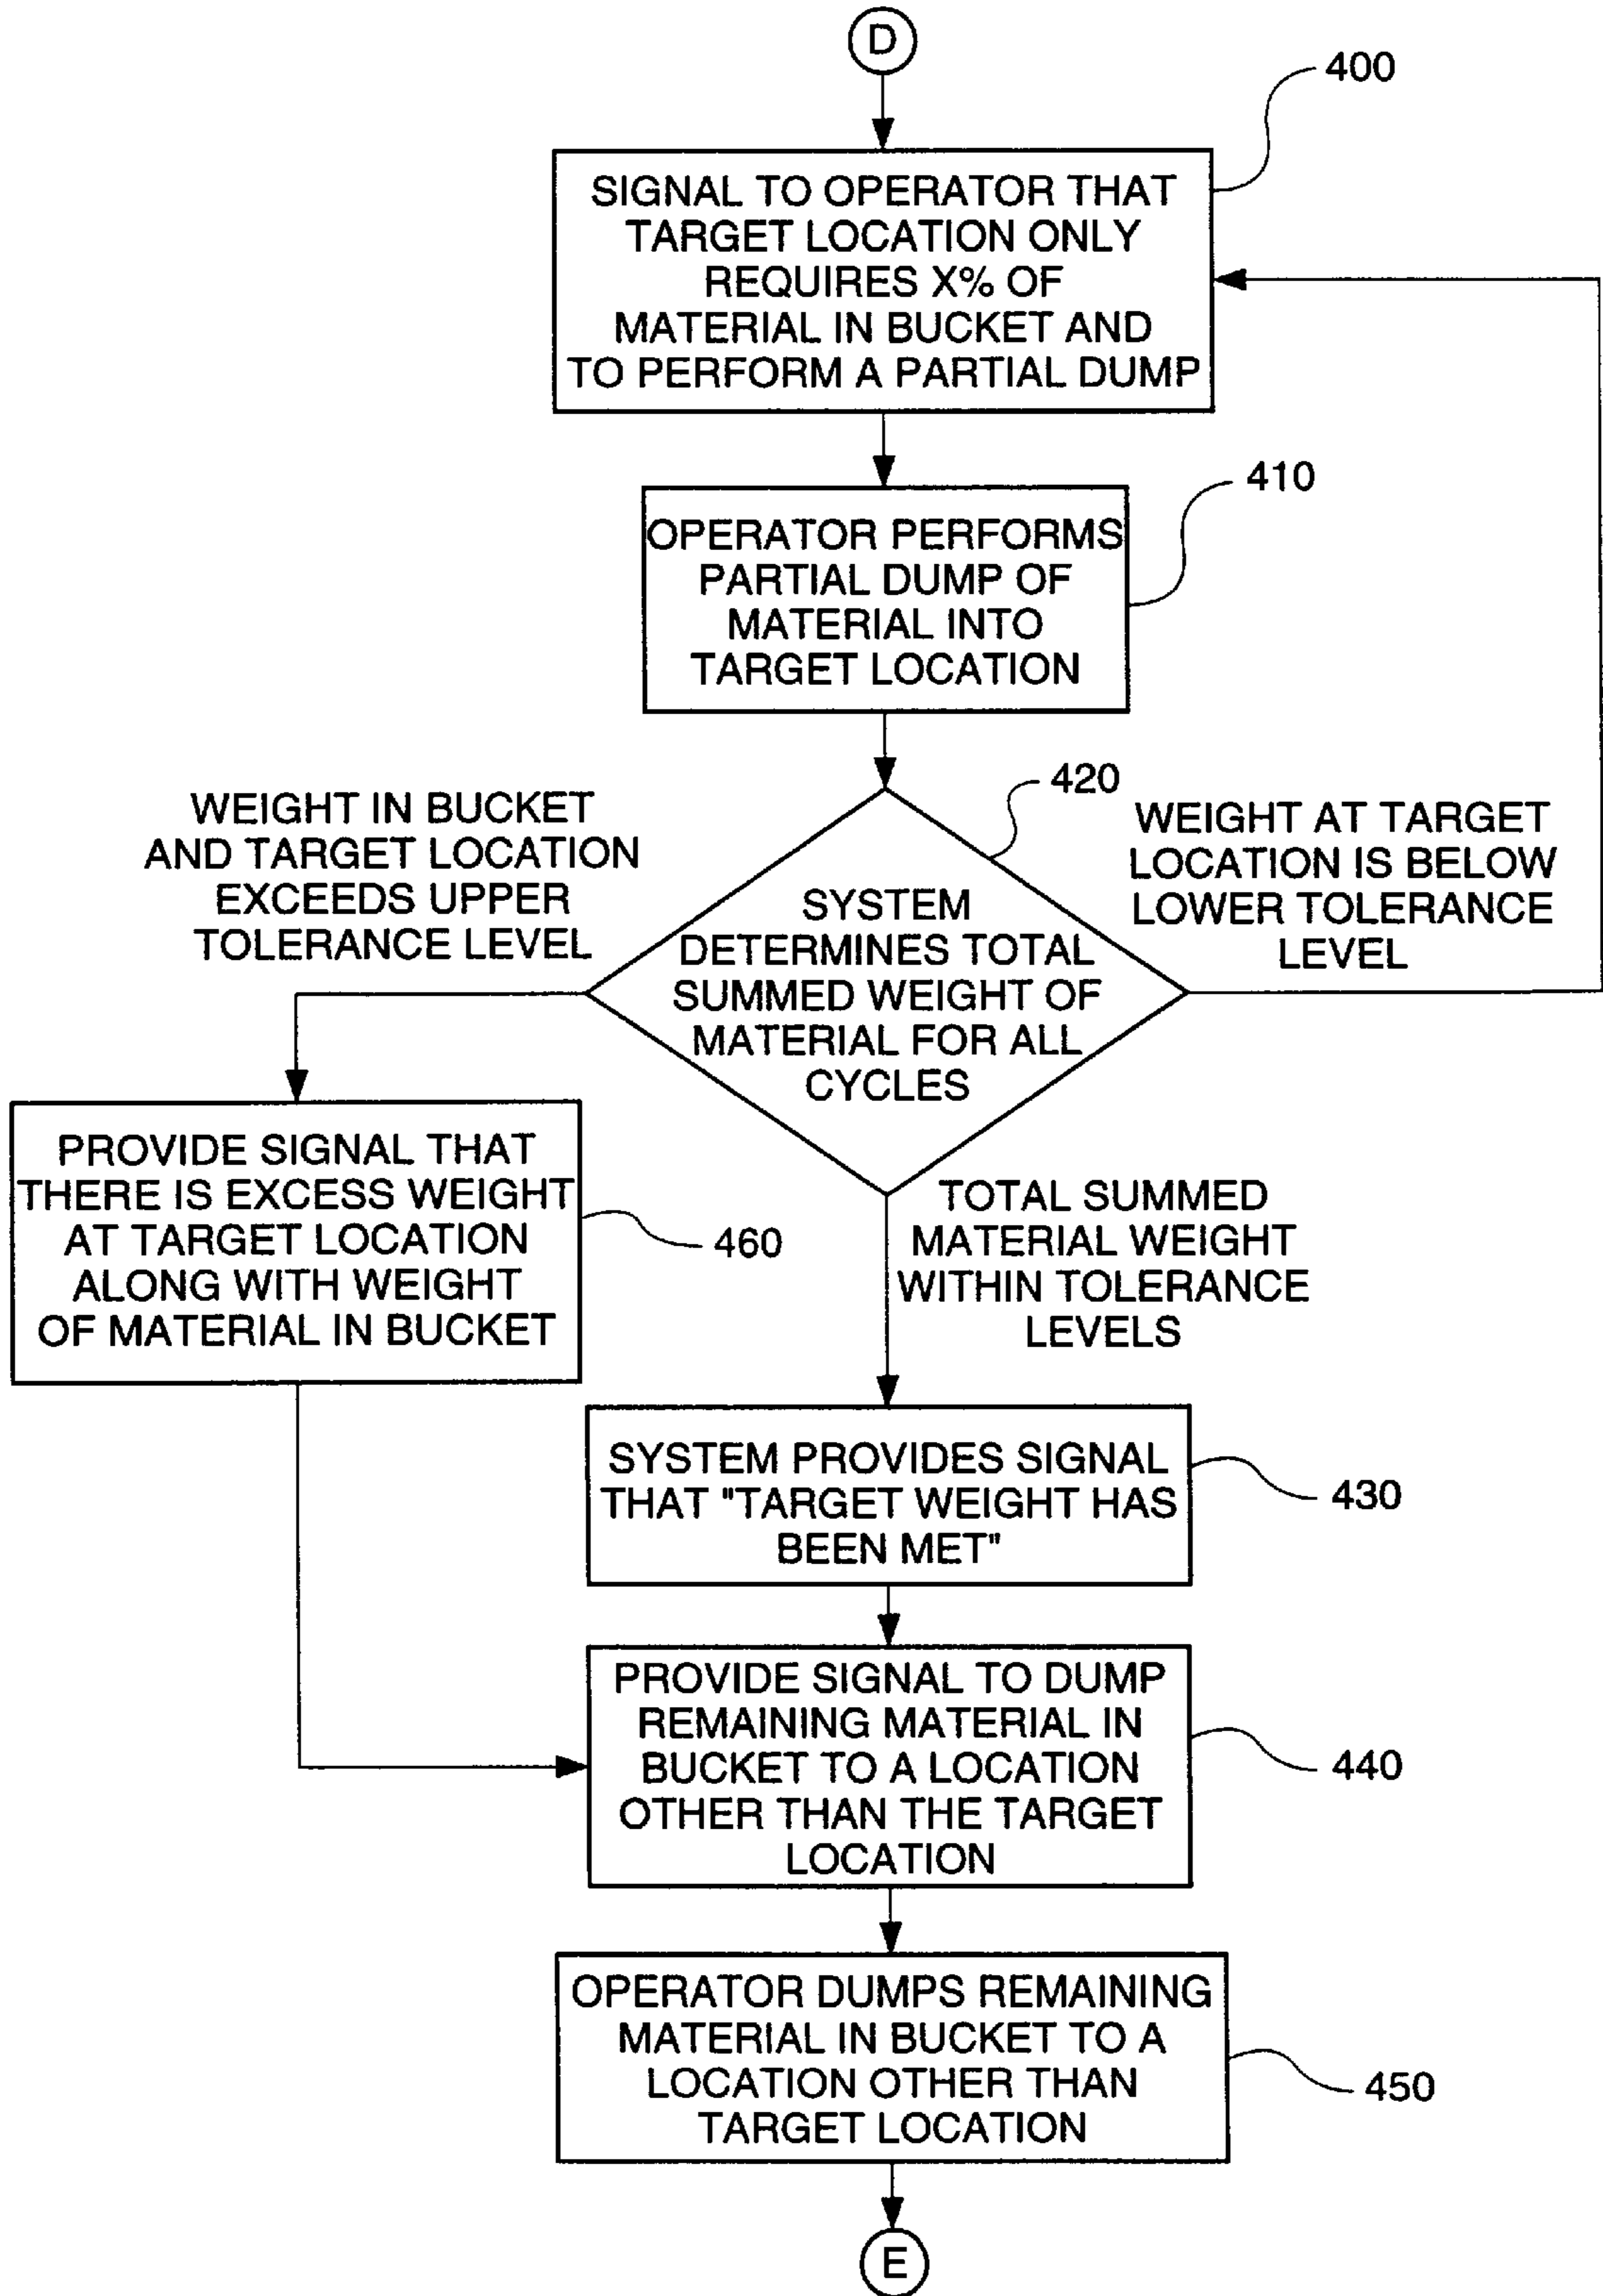 D
400
SIGNAL TO OPERATOR THAT
TARGET LOCATION ONLY
REQUIRES X% OF
MATERIAL IN BUCKET AND
TO PERFORM A PARTIAL DUMP
410
OPERATOR PERFORMS
PARTIAL DUMP OF
MATERIAL INTO
TARGET LOCATION
420
WEIGHT IN BUCKET
AND TARGET LOCATION
EXCEEDS UPPER
TOLERANCE LEVEL
WEIGHT AT TARGET
LOCATION IS BELOW
LOWER TOLERANCE
LEVEL
SYSTEM
DETERMINES TOTAL
SUMMED WEIGHT OF
MATERIAL FOR ALL
CYCLES
PROVIDE SIGNAL THAT
THERE IS EXCESS WEIGHT
AT TARGET LOCATION
ALONG WITH WEIGHT
OF MATERIAL IN BUCKET
460
TOTAL SUMMED
MATERIAL WEIGHT
WITHIN TOLERANCE
LEVELS
SYSTEM PROVIDES SIGNAL
THAT "TARGET WEIGHT HAS
BEEN MET"
430
PROVIDE SIGNAL TO DUMP
REMAINING MATERIAL IN
BUCKET TO A LOCATION
OTHER THAN THE TARGET
LOCATION
440
OPERATOR DUMPS REMAINING
MATERIAL IN BUCKET TO A
LOCATION OTHER THAN
TARGET LOCATION
450
E